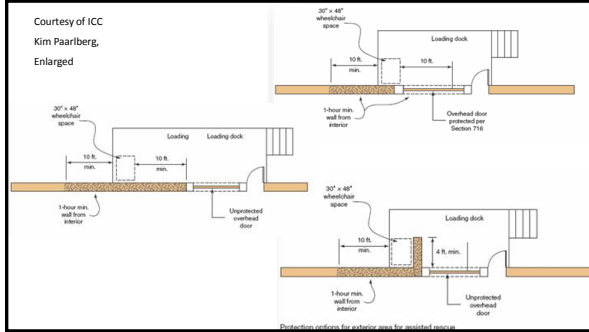 Courtesy of ICC
Kim Paarlberg,
Enlarged
30" × 48"
wheelchair
space
Loading dock
10 ft.
min.
10 ft.
1-hour min.
wall from
interior
Overhead door
protected per
Section 716
30" × 48"
wheelchair
space
Loading
Loading dock
10 ft.
min.
10 ft.
min.
1-hour min.
wall from
interior
Unprotected
overhead
door
30" × 48"
wheelchair
space
Loading dock
10 ft.
min.
4 ft. min.
1-hour min.
wall from
interior
Unprotected
overhead
door
Protection options for exterior area for assisted rescue